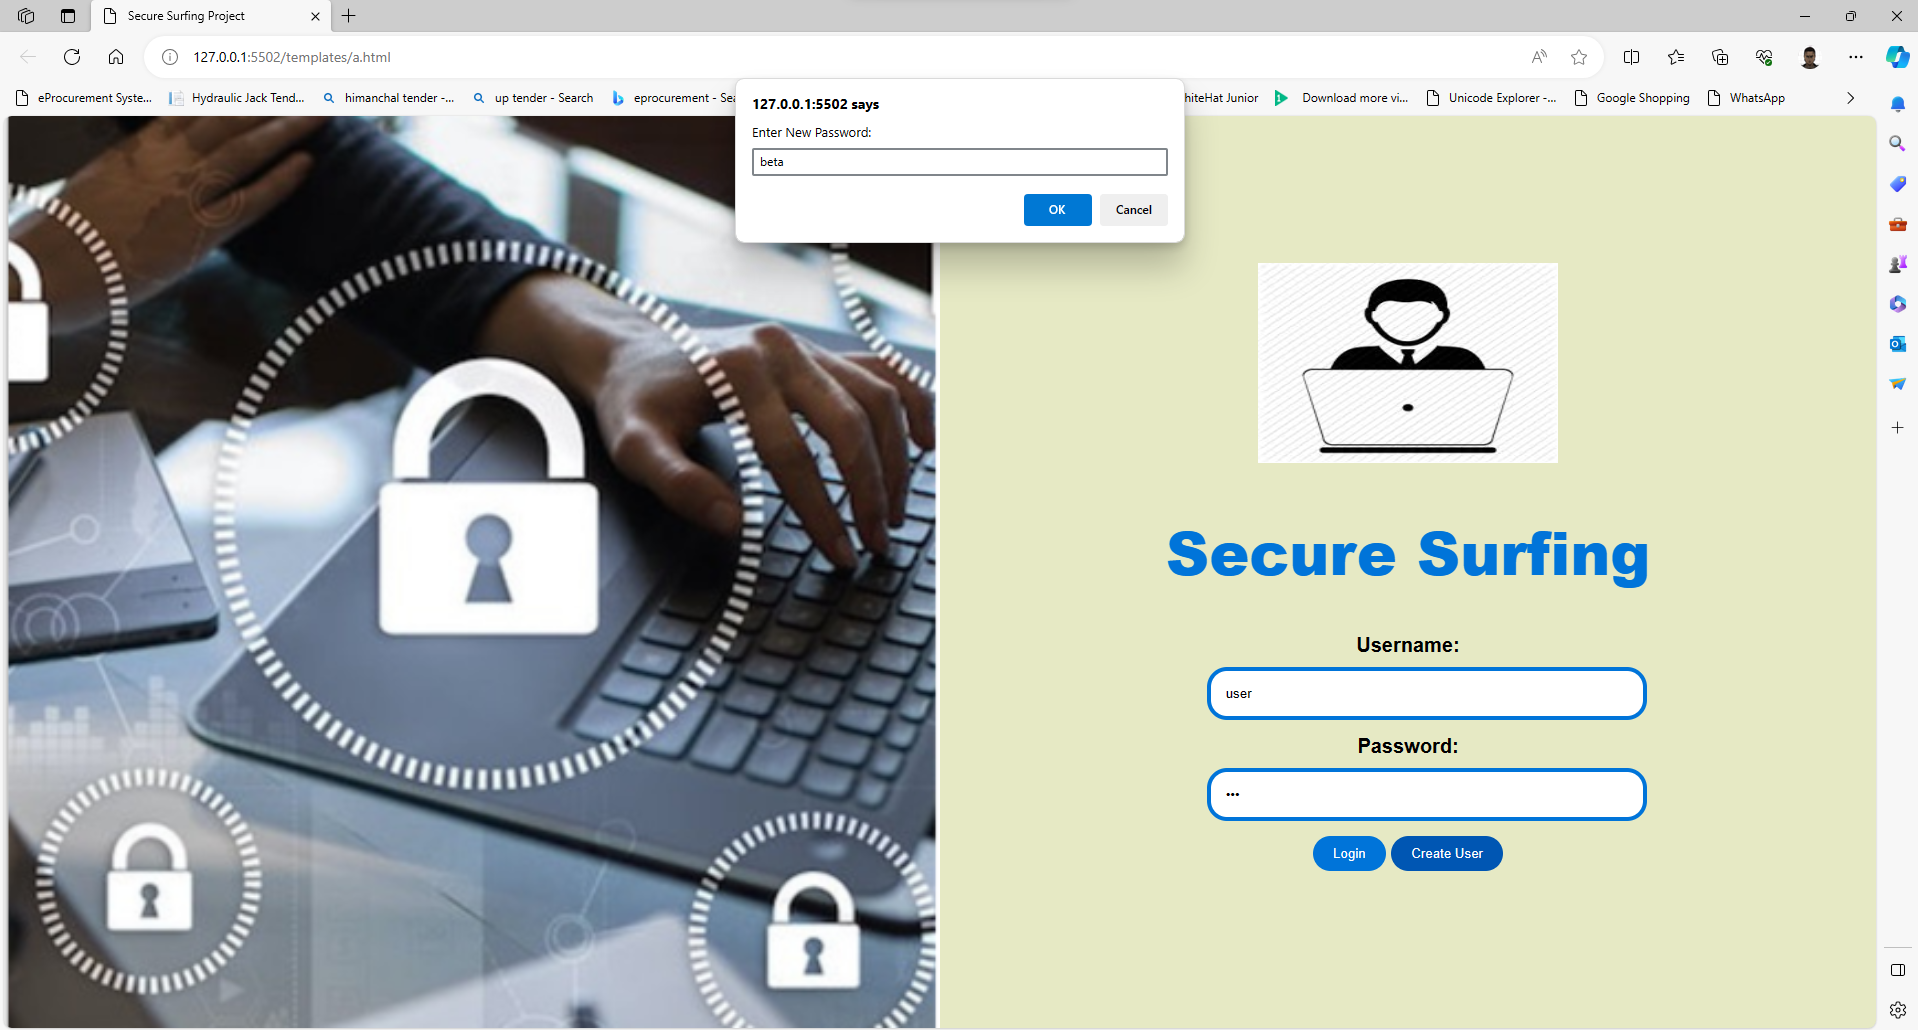 Secure Surfing Project
127.0.0.1:5502/templates/a.html
eProcurement Syste... Hydraulic Jack Tend... himanchal tender -... up tender - Search eprocurement - Sea hiteHat Junior Download more vi... Unicode Explorer -... Google Shopping WhatsApp
127.0.0.1:5502 says
Enter New Password:
beta
OK Cancel
Secure Surfing
Username:
user
Password:
•••
Login Create User